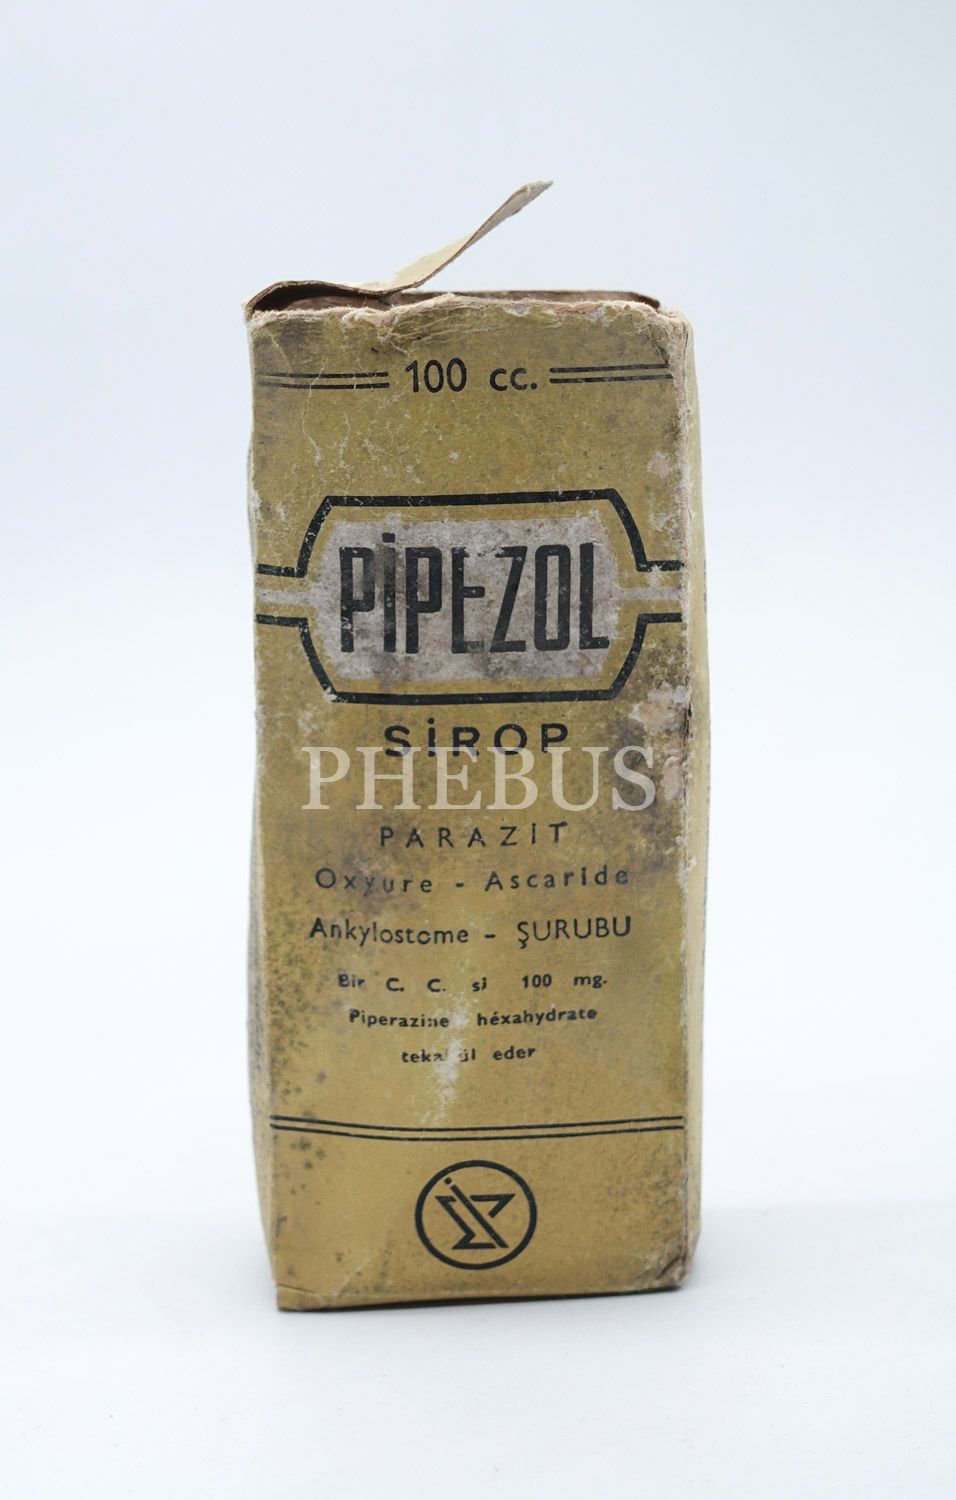 100 cc.
PİPEZOL
SİROP
PHEBUS
PARAZİT
Oxyure - Ascaride
Ankylostome - ŞURUBU
Bir C. C. si 100 mg.
Piperazine héxahydrate
eder